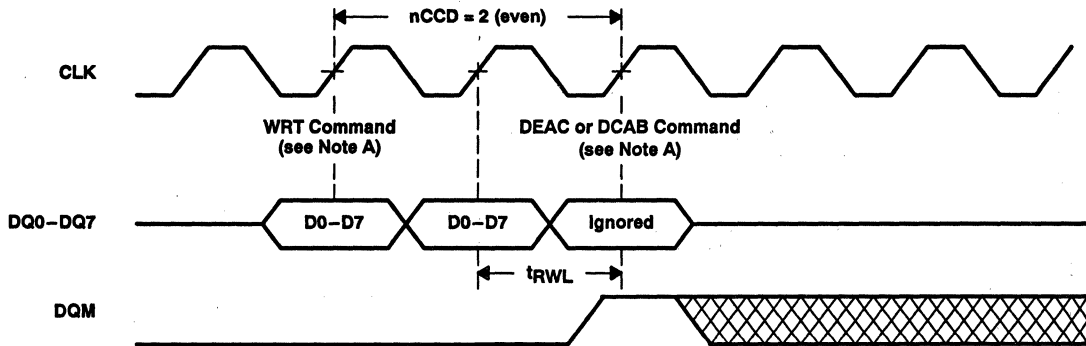 nCCD = 2 (even)
CLK
WRT Command
(see Note A)
DEAC or DCAB Command
(see Note A)
DQ0–DQ7
D0–D7
D0–D7
Ignored
tRWL
DQM